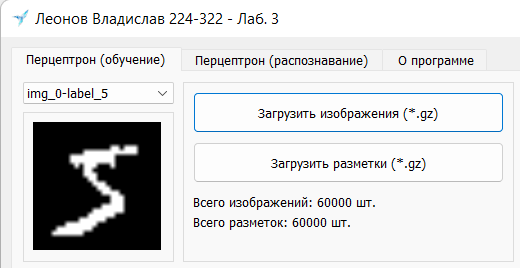 Леонов Владислав 224-322 - Лаб. 3
Перцептрон (обучение)
Перцептрон (распознавание)
О программе
img_0-label_5
Загрузить изображения (*.gz)
Загрузить разметки (*.gz)
Всего изображений: 60000 шт.
Всего разметок: 60000 шт.